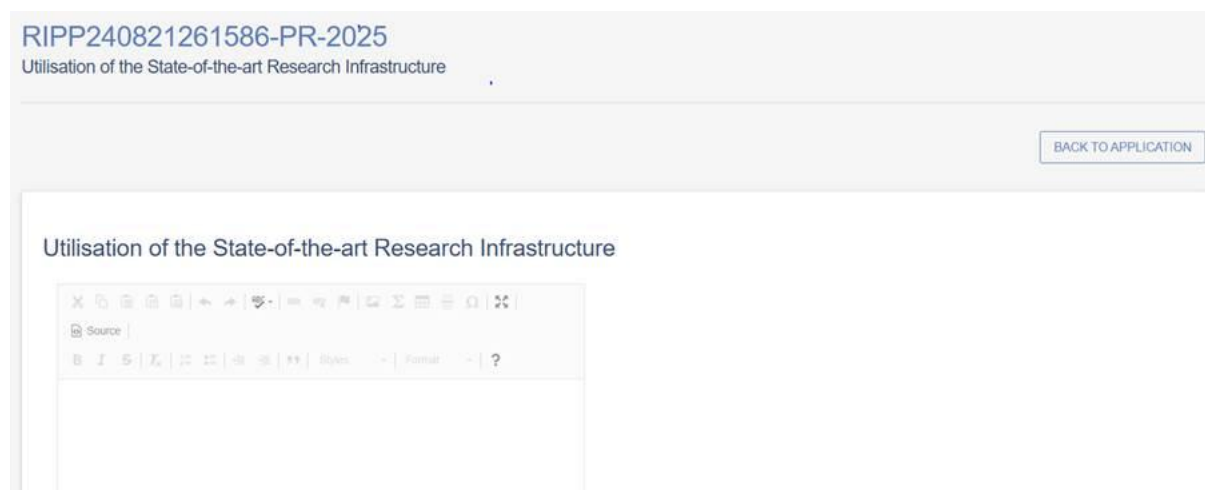 RIPP240821261586-PR-2025
Utilisation of the State-of-the-art Research Infrastructure
BACK TO APPLICATION
Utilisation of the State-of-the-art Research Infrastructure
Source
B I S Styles Format ?